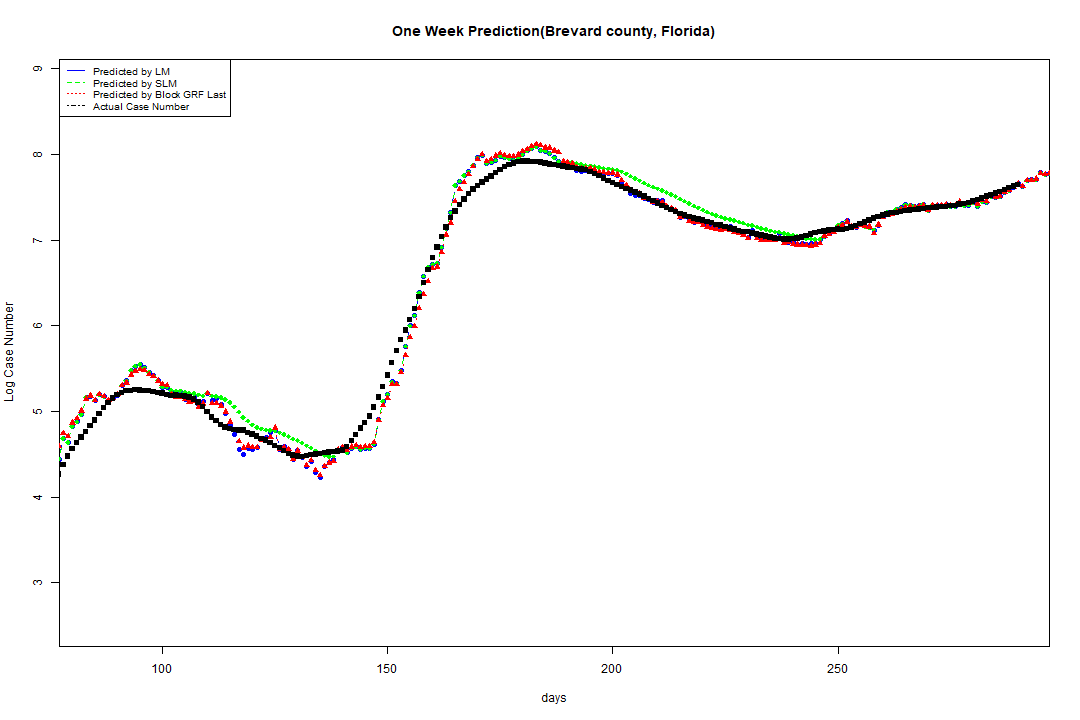 One Week Prediction(Brevard county, Florida)
Predicted by LM
Predicted by SLM
Predicted by Block GRF Last
Actual Case Number
Log Case Number
9
8
7
6
5
4
3
100 150 200 250
days